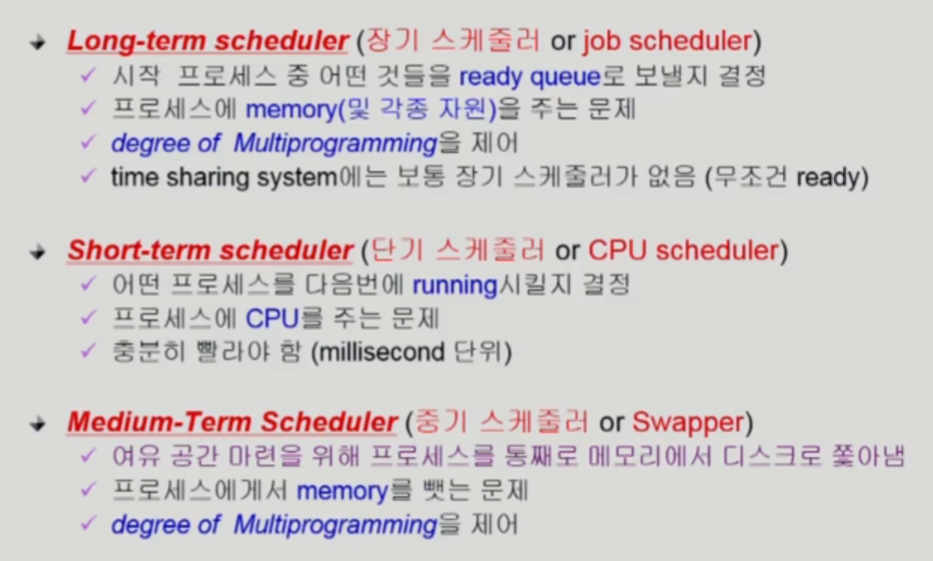 Long-term scheduler (장기 스케줄러 or job scheduler)
시작 프로세스 중 어떤 것들을 ready queue로 보낼지 결정
프로세스에 memory(및 각종 자원)을 주는 문제
degree of Multiprogramming을 제어
time sharing system에는 보통 장기 스케줄러가 없음 (무조건 ready)
Short-term scheduler (단기 스케줄러 or CPU scheduler)
어떤 프로세스를 다음번에 running시킬지 결정
프로세스에 CPU를 주는 문제
충분히 빨라야 함 (millisecond 단위)
Medium-Term Scheduler (중기 스케줄러 or Swapper)
여유 공간 마련을 위해 프로세스를 통째로 메모리에서 디스크로 쫓아냄
프로세스에게서 memory를 뺏는 문제
degree of Multiprogramming을 제어